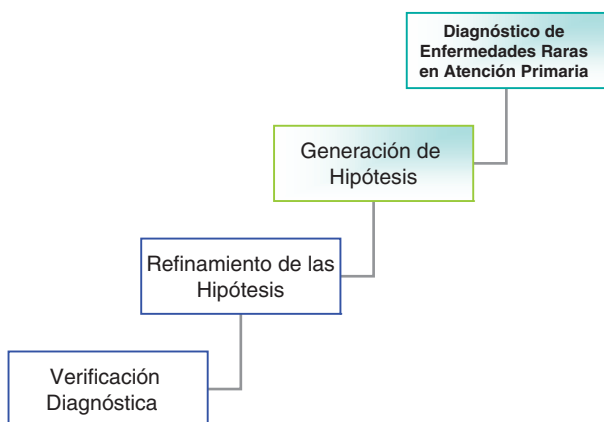 Diagnóstico de
Enfermedades Raras
en Atención Primaria
Generación de
Hipótesis
Refinamiento de las
Hipótesis
Verificación
Diagnóstica